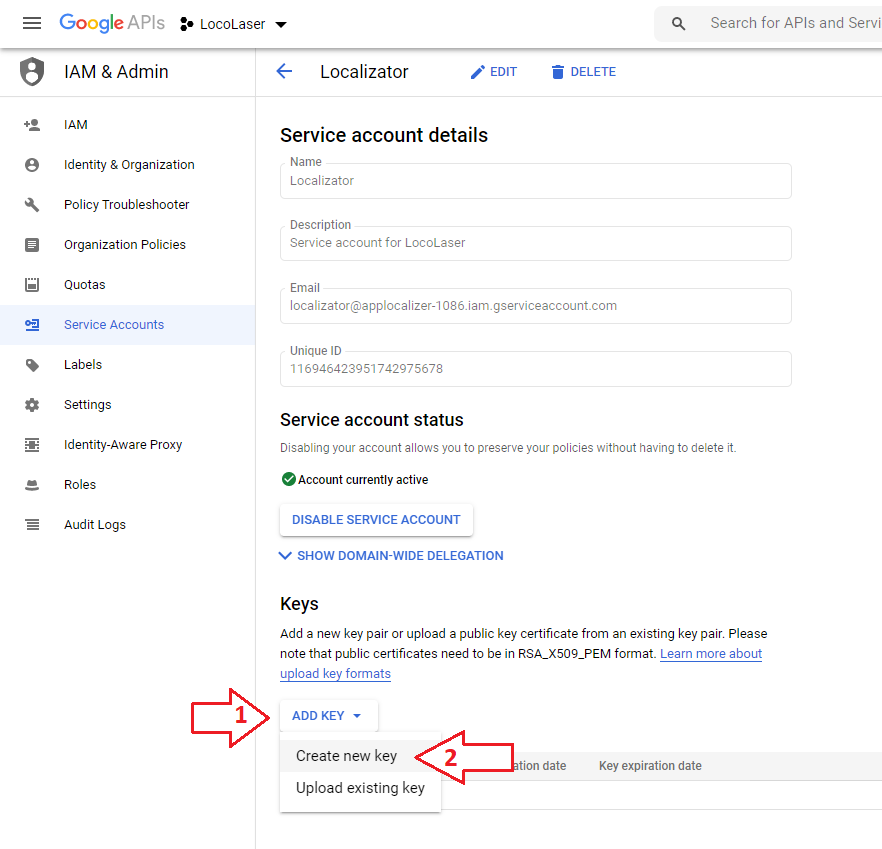 Google APIs
LocoLaser
Search for APIs and Servi
IAM & Admin
Localizator
EDIT
DELETE
IAM
Identity & Organization
Policy Troubleshooter
Organization Policies
Quotas
Service Accounts
Labels
Settings
Identity-Aware Proxy
Roles
Audit Logs
Service account details
Name
Localizator
Description
Service account for LocoLaser
Email
localizator@applocalizer-1086.iam.gserviceaccount.com
Unique ID
116946423951742975678
Service account status
Disabling your account allows you to preserve your policies without having to delete it.
Account currently active
DISABLE SERVICE ACCOUNT
SHOW DOMAIN-WIDE DELEGATION
Keys
Add a new key pair or upload a public key certificate from an existing key pair. Please
note that public certificates need to be in RSA_X509_PEM format. Learn more about
upload key formats
1
ADD KEY
Create new key
2
ation date
Key expiration date
Upload existing key